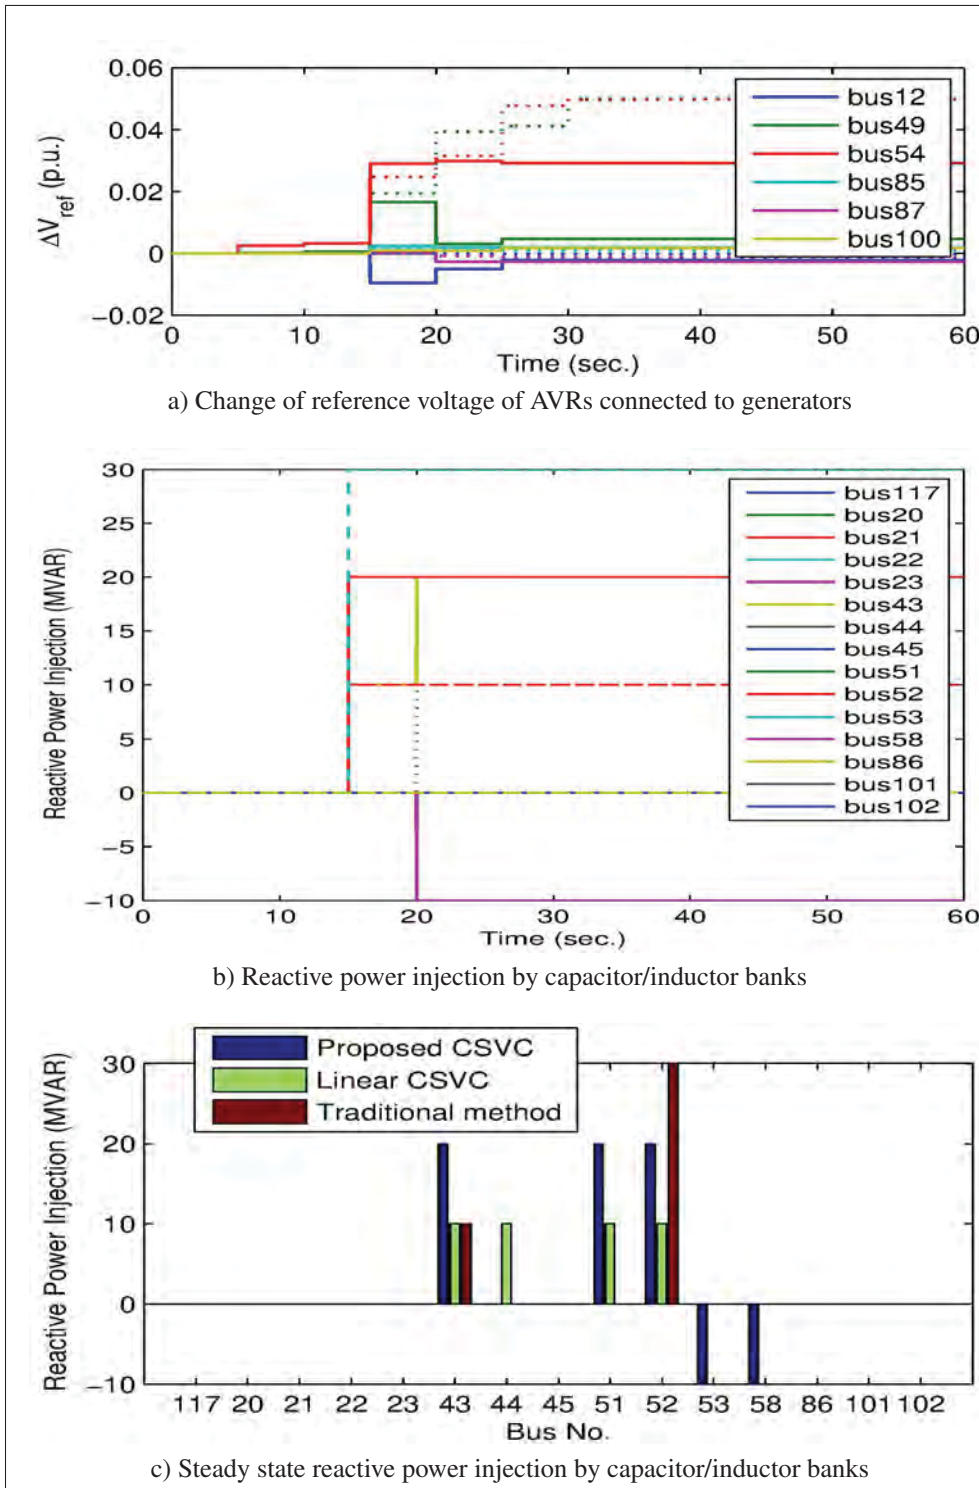 0.06
0.04
0.02
0
−0.02
ΔV_ref (p.u.)
bus12
bus49
bus54
bus85
bus87
bus100
0 10 20 30 40 50 60
Time (sec.)
a) Change of reference voltage of AVRs connected to generators
30
25
20
15
10
5
0
−5
−10
Reactive Power Injection (MVAR)
bus117
bus20
bus21
bus22
bus23
bus43
bus44
bus45
bus51
bus52
bus53
bus58
bus86
bus101
bus102
0 10 20 30 40 50 60
Time (sec.)
b) Reactive power injection by capacitor/inductor banks
Proposed CSVC
Linear CSVC
Traditional method
30
20
10
0
−10
Reactive Power Injection (MVAR)
117 20 21 22 23 43 44 45 51 52 53 58 86 101 102
Bus No.
c) Steady state reactive power injection by capacitor/inductor banks